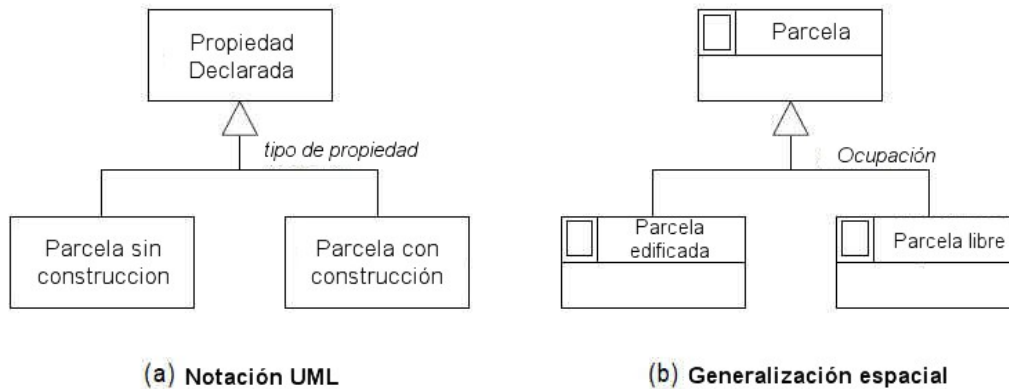 Propiedad
Declarada
tipo de propiedad
Parcela sin
construccion
Parcela con
construcción
(a) Notación UML
Parcela
Ocupación
Parcela
edificada
Parcela libre
(b) Generalización espacial